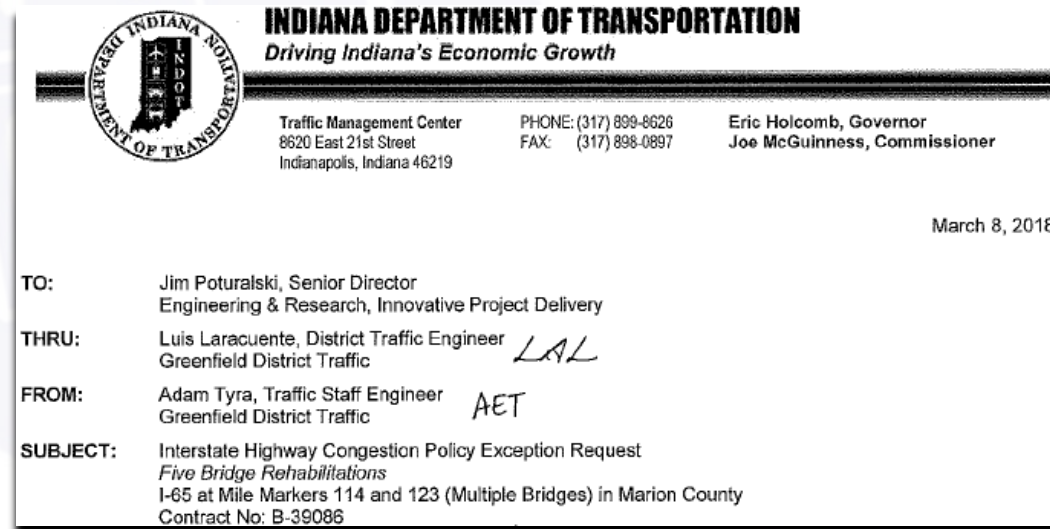 INDIANA DEPARTMENT OF TRANSPORTATION
Driving Indiana's Economic Growth
INDIANA DEPARTMENT OF TRANSPORTATION
INDOT
Traffic Management Center
8620 East 21st Street
Indianapolis, Indiana 46219
PHONE: (317) 899-8626
FAX: (317) 898-0897
Eric Holcomb, Governor
Joe McGuinness, Commissioner
March 8, 2018
TO: Jim Poturalski, Senior Director
Engineering & Research, Innovative Project Delivery
THRU: Luis Laracuente, District Traffic Engineer LAL
Greenfield District Traffic
FROM: Adam Tyra, Traffic Staff Engineer AET
Greenfield District Traffic
SUBJECT: Interstate Highway Congestion Policy Exception Request
Five Bridge Rehabilitations
I-65 at Mile Markers 114 and 123 (Multiple Bridges) in Marion County
Contract No: B-39086